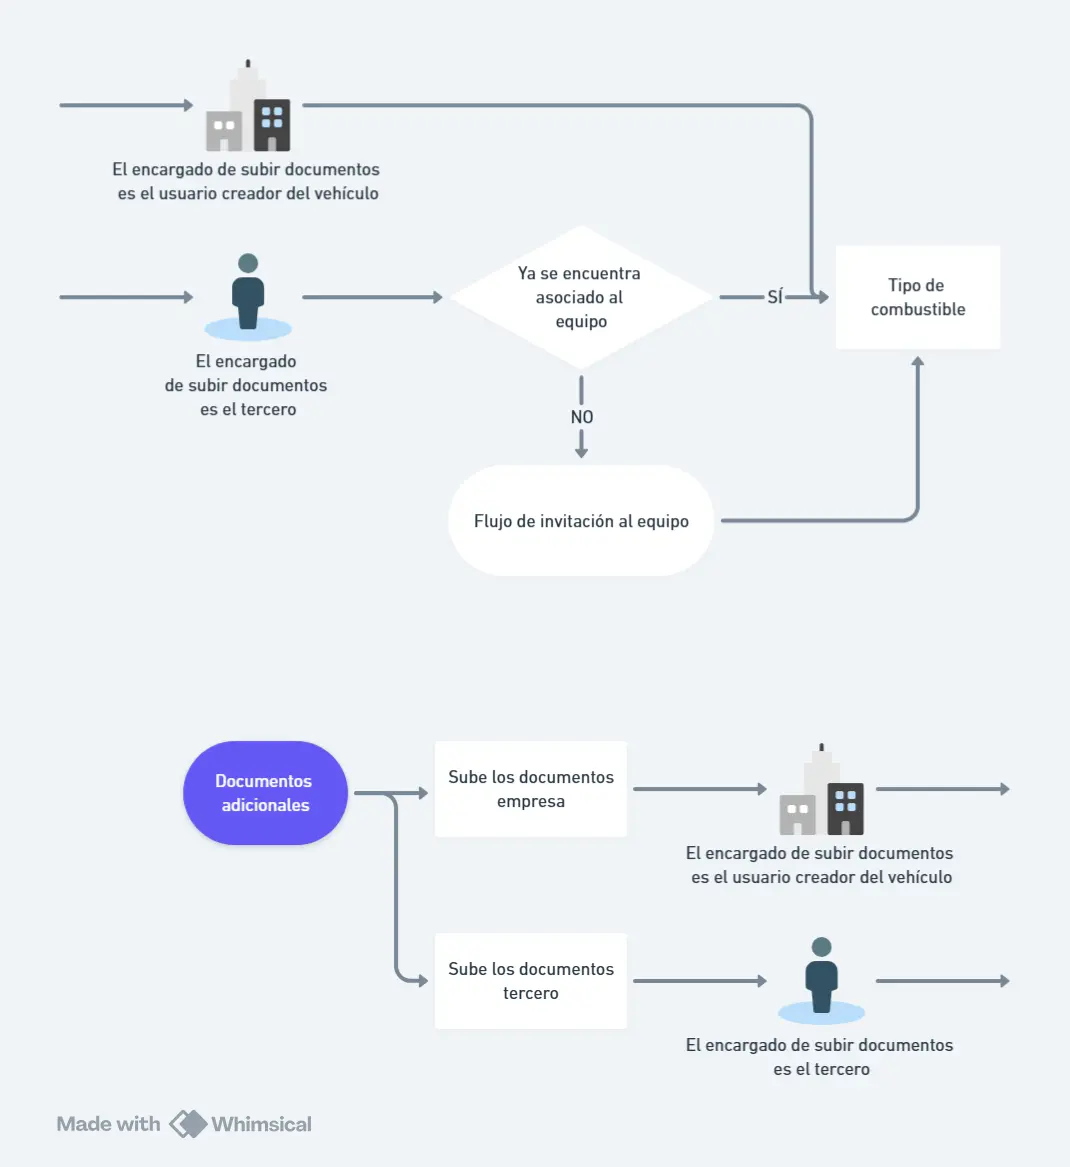 El encargado de subir documentos
es el usuario creador del vehículo
Ya se encuentra
asociado al
equipo
SÍ
Tipo de
combustible
El encargado
de subir documentos
es el tercero
NO
Flujo de invitación al equipo
Documentos
adicionales
Sube los documentos
empresa
El encargado de subir documentos
es el usuario creador del vehículo
Sube los documentos
tercero
El encargado de subir documentos
es el tercero
Made with Whimsical